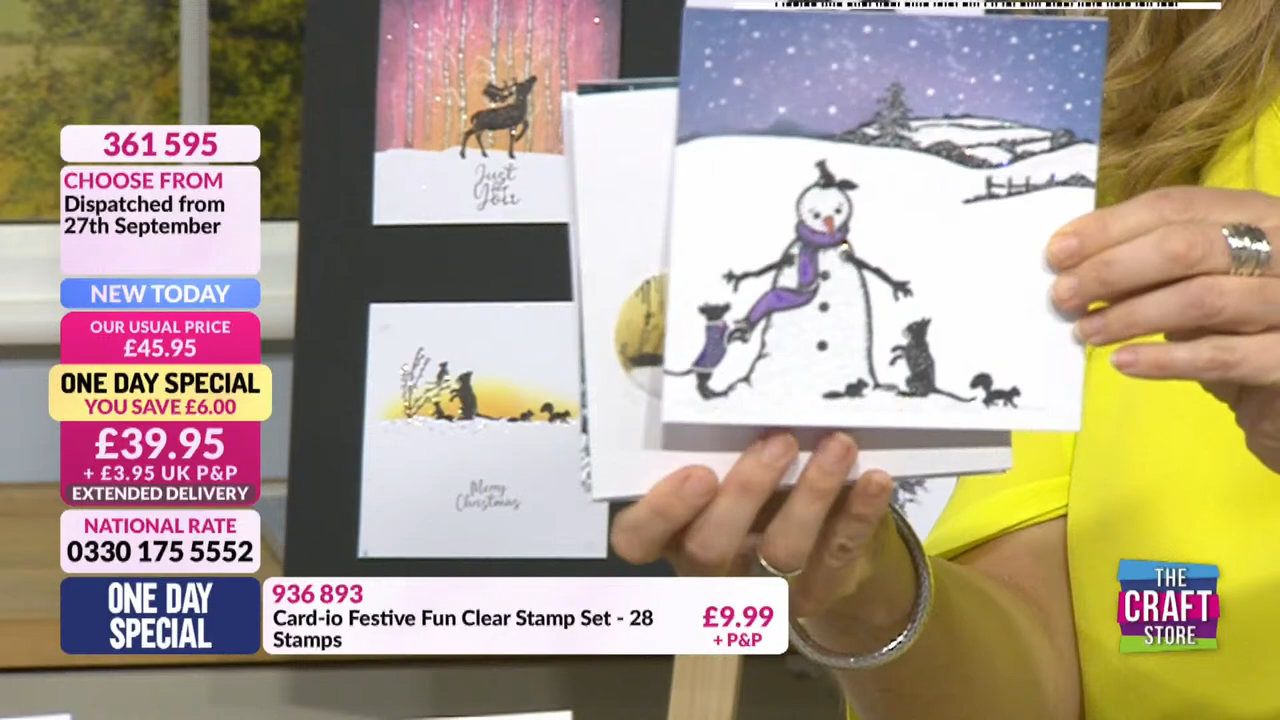 361 595
CHOOSE FROM
Dispatched from
27th September
NEW TODAY
OUR USUAL PRICE
£45.95
ONE DAY SPECIAL
YOU SAVE £6.00
£39.95
+ £3.95 UK P&P
EXTENDED DELIVERY
NATIONAL RATE
0330 175 5552
ONE DAY
SPECIAL
936 893
Card-io Festive Fun Clear Stamp Set - 28
Stamps
£9.99
+ P&P
Just
for
You
Merry
Christmas
THE
CRAFT
STORE